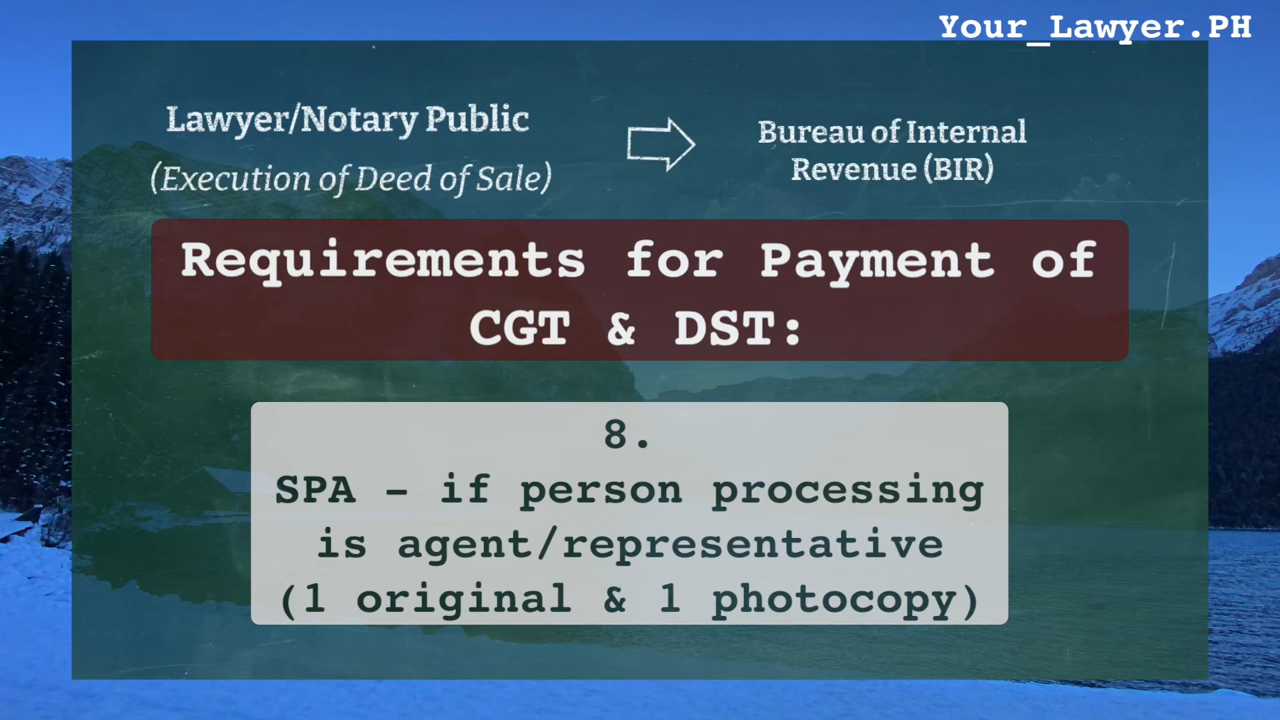 Your_Lawyer.PH
Lawyer/Notary Public
(Execution of Deed of Sale)
Bureau of Internal
Revenue (BIR)
Requirements for Payment of
CGT & DST:
8.
SPA – if person processing
is agent/representative
(1 original & 1 photocopy)